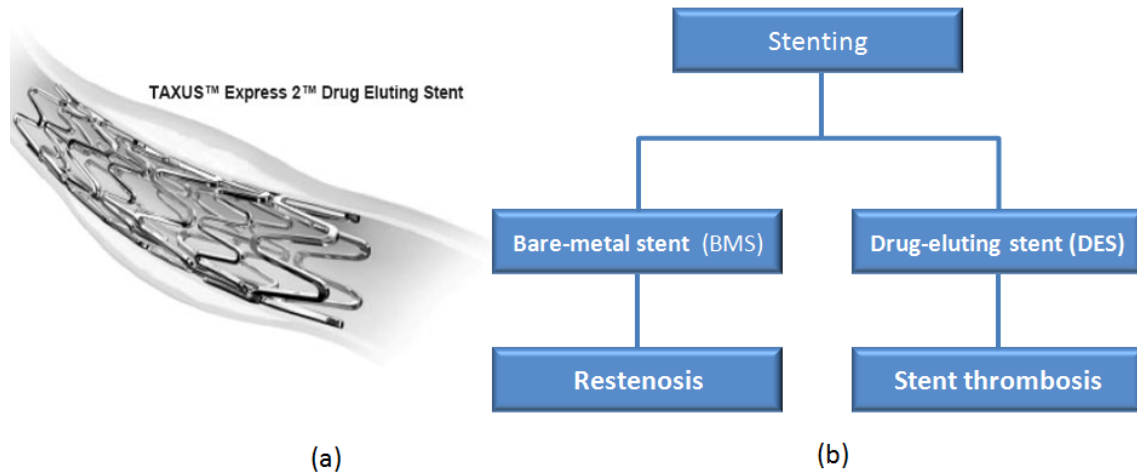 TAXUS™ Express 2™ Drug Eluting Stent
(a)
Stenting
Bare-metal stent (BMS)
Drug-eluting stent (DES)
Restenosis
Stent thrombosis
(b)